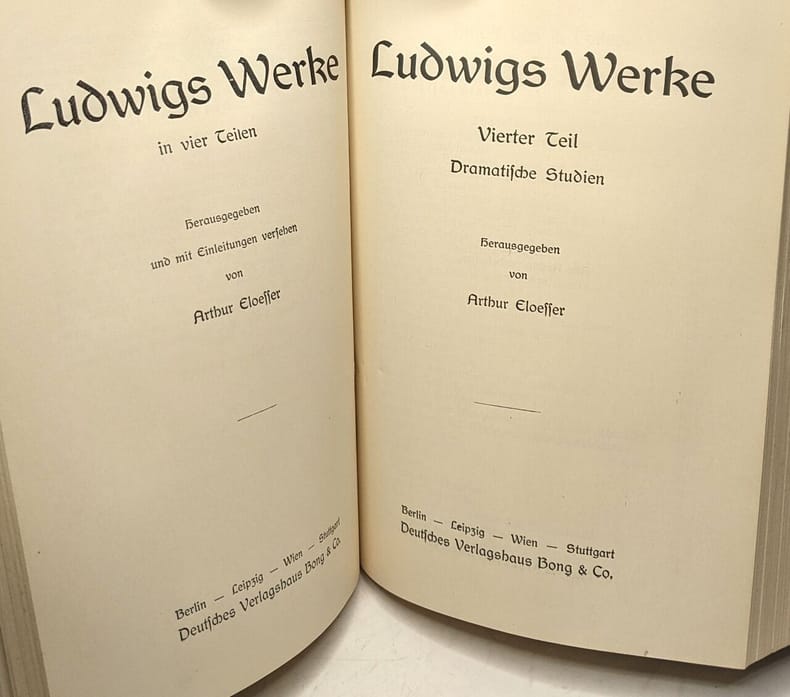 Ludwigs Werke
in vier Teilen
Herausgegeben
und mit Einleitungen verſehen
von
Arthur Eloeſſer
Berlin — Leipzig — Wien — Stuttgart
Deutſches Verlagshaus Bong & Co.
Ludwigs Werke
Vierter Teil
Dramatiſche Studien
Herausgegeben
von
Arthur Eloeſſer
Berlin — Leipzig — Wien — Stuttgart
Deutſches Verlagshaus Bong & Co.